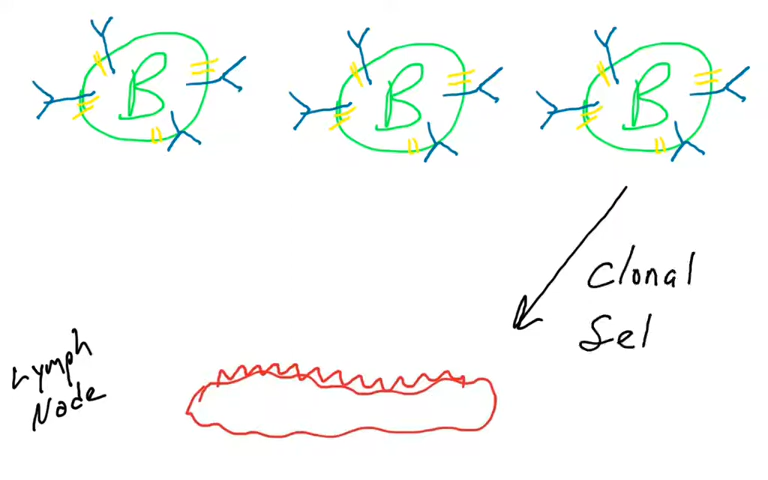 B B B
Clonal
Sel
Lymph
Node